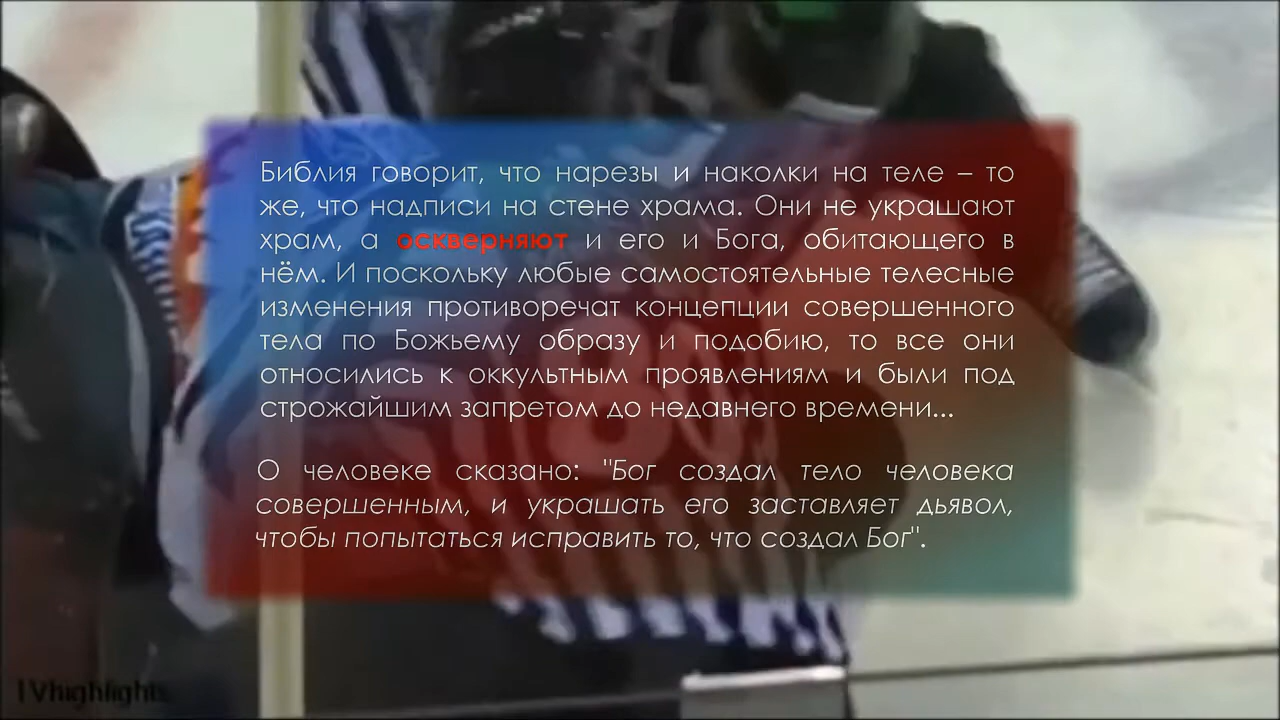 Библия говорит, что нарезы и наколки на теле – то
же, что надписи на стене храма. Они не украшают
храм, а оскверняют и его и Бога, обитающего в
нём. И поскольку любые самостоятельные телесные
изменения противоречат концепции совершенного
тела по Божьему образу и подобию, то все они
относились к оккультным проявлениям и были под
строжайшим запретом до недавнего времени...
О человеке сказано: "Бог создал тело человека
совершенным, и украшать его заставляет дьявол,
чтобы попытаться исправить то, что создал Бог".
TVhighlights